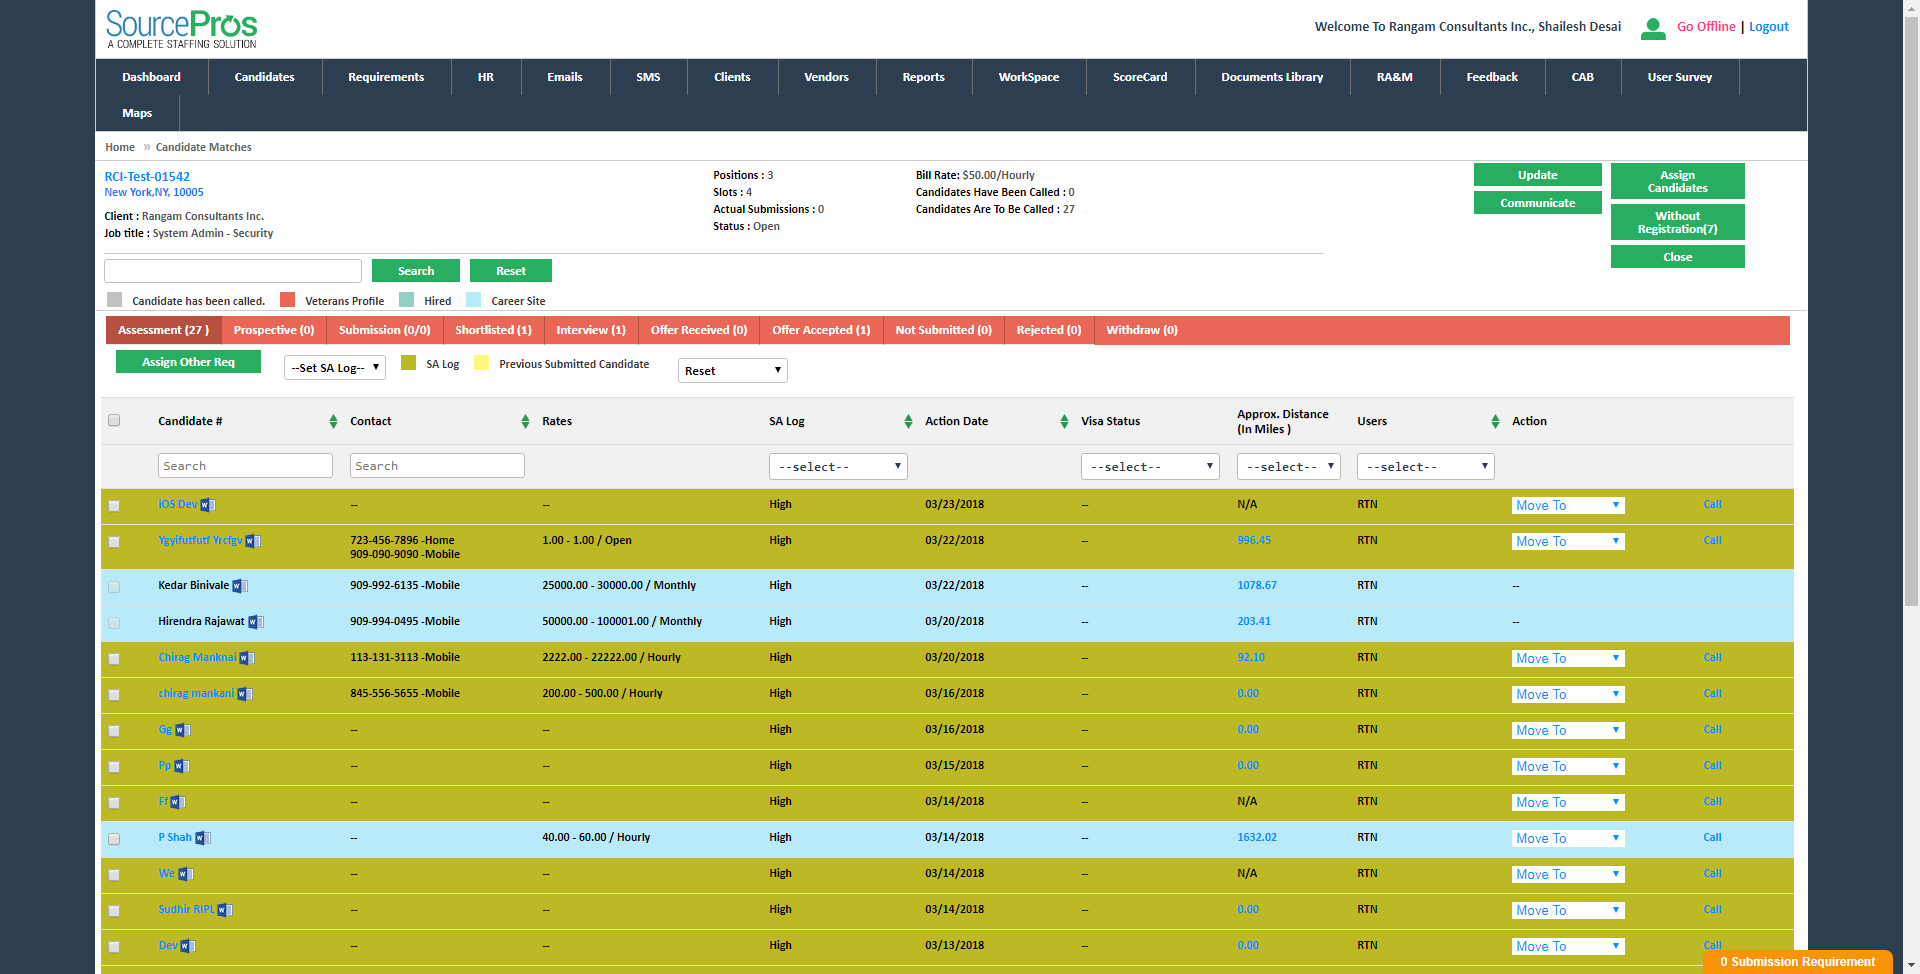 SourcePros
A COMPLETE STAFFING SOLUTION
Welcome To Rangam Consultants Inc., Shailesh Desai Go Offline | Logout
Dashboard Candidates Requirements HR Emails SMS Clients Vendors Reports WorkSpace ScoreCard Documents Library RA&M Feedback CAB User Survey
Maps
Home » Candidate Matches
RCI-Test-01542
New York,NY, 10005
Client : Rangam Consultants Inc.
Job title : System Admin - Security
Positions : 3
Slots : 4
Actual Submissions : 0
Status : Open
Bill Rate: $50.00/Hourly
Candidates Have Been Called : 0
Candidates Are To Be Called : 27
Update
Communicate
Assign
Candidates
Without
Registration(7)
Close
Search Reset
Candidate has been called. Veterans Profile Hired Career Site
Assessment (27 ) Prospective (0) Submission (0/0) Shortlisted (1) Interview (1) Offer Received (0) Offer Accepted (1) Not Submitted (0) Rejected (0) Withdraw (0)
Assign Other Req --Set SA Log-- SA Log Previous Submitted Candidate Reset
Candidate # Contact Rates SA Log Action Date Visa Status Approx. Distance (In Miles ) Users Action
Search Search --select-- --select-- --select-- --select--
iOS Dev -- -- High 03/23/2018 -- N/A RTN Move To Call
Ygyifutfutf Yrcfgv 723-456-7896 -Home 1.00 - 1.00 / Open High 03/22/2018 -- 996.45 RTN Move To Call
909-090-9090 -Mobile
Kedar Binivale 909-992-6135 -Mobile 25000.00 - 30000.00 / Monthly High 03/22/2018 -- 1078.67 RTN --
Hirendra Rajawat 909-994-0495 -Mobile 50000.00 - 100001.00 / Monthly High 03/20/2018 -- 203.41 RTN --
Chirag Manknai 113-131-3113 -Mobile 2222.00 - 22222.00 / Hourly High 03/20/2018 -- 92.10 RTN Move To Call
chirag mankani 845-556-5655 -Mobile 200.00 - 500.00 / Hourly High 03/16/2018 -- 0.00 RTN Move To Call
Gg -- -- High 03/16/2018 -- 0.00 RTN Move To Call
Pp -- -- High 03/15/2018 -- 0.00 RTN Move To Call
Ff -- -- High 03/14/2018 -- N/A RTN Move To Call
P Shah -- 40.00 - 60.00 / Hourly High 03/14/2018 -- 1632.02 RTN Move To Call
We -- -- High 03/14/2018 -- N/A RTN Move To Call
Sudhir RIPL -- -- High 03/14/2018 -- 0.00 RTN Move To Call
Dev -- -- High 03/13/2018 -- 0.00 RTN Move To Call
0 Submission Requirement